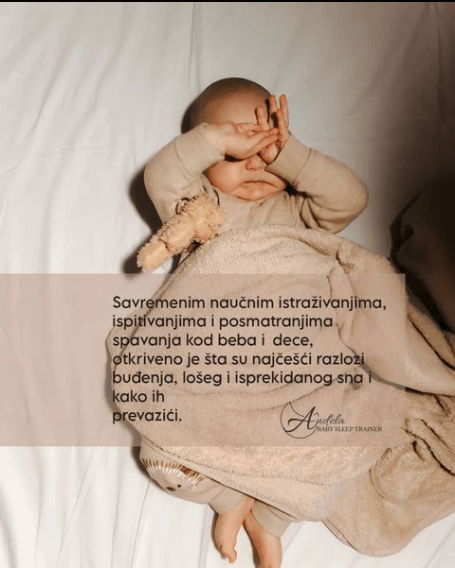 Savremenim naučnim istraživanjima,
ispitivanjima i posmatranjima
spavanja kod beba i dece,
otkriveno je šta su najčešći razlozi
buđenja, lošeg i isprekidanog sna i
kako ih
prevazići.
Anđela
BABY SLEEP TRAINER